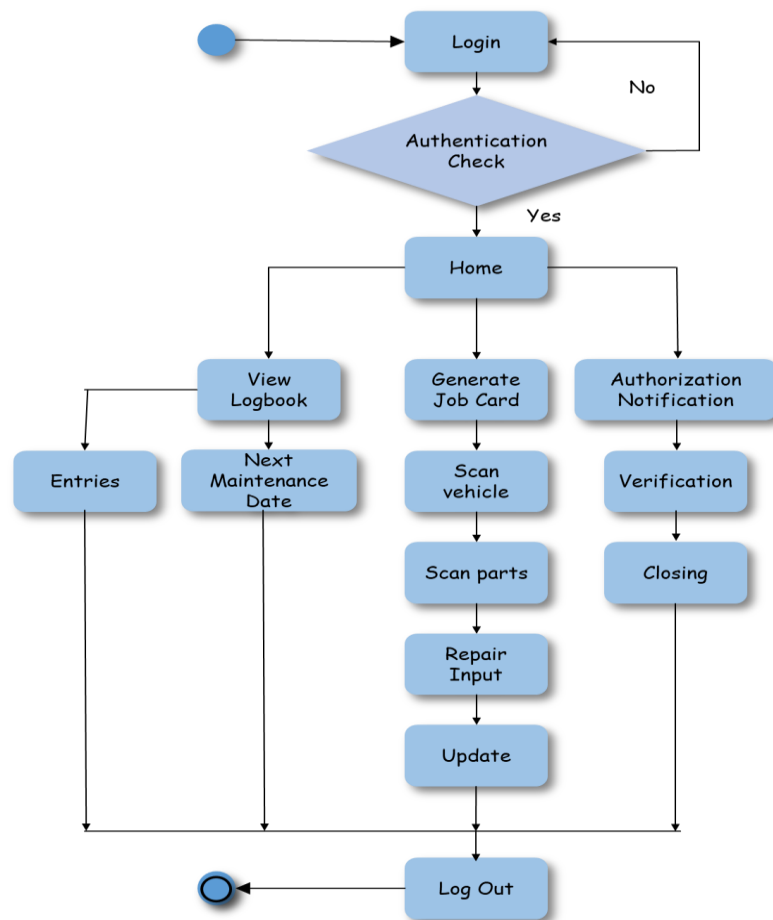 Login
No
Authentication
Check
Yes
Home
View
Logbook
Generate
Job Card
Authorization
Notification
Entries
Next
Maintenance
Date
Scan
vehicle
Verification
Scan parts
Closing
Repair
Input
Update
Log Out